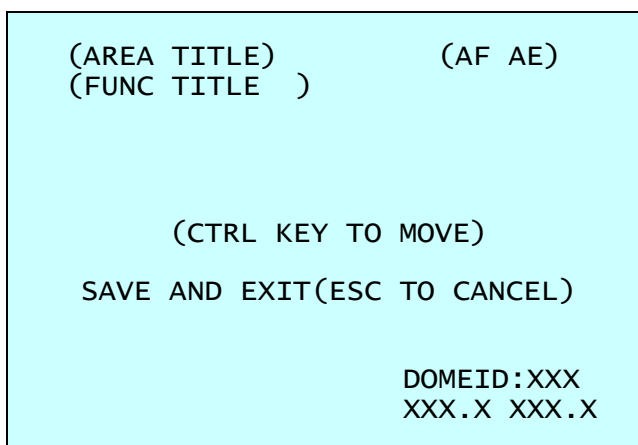 (AREA TITLE) (AF AE)
(FUNC TITLE )
(CTRL KEY TO MOVE)
SAVE AND EXIT(ESC TO CANCEL)
DOMEID:XXX
XXX.X XXX.X